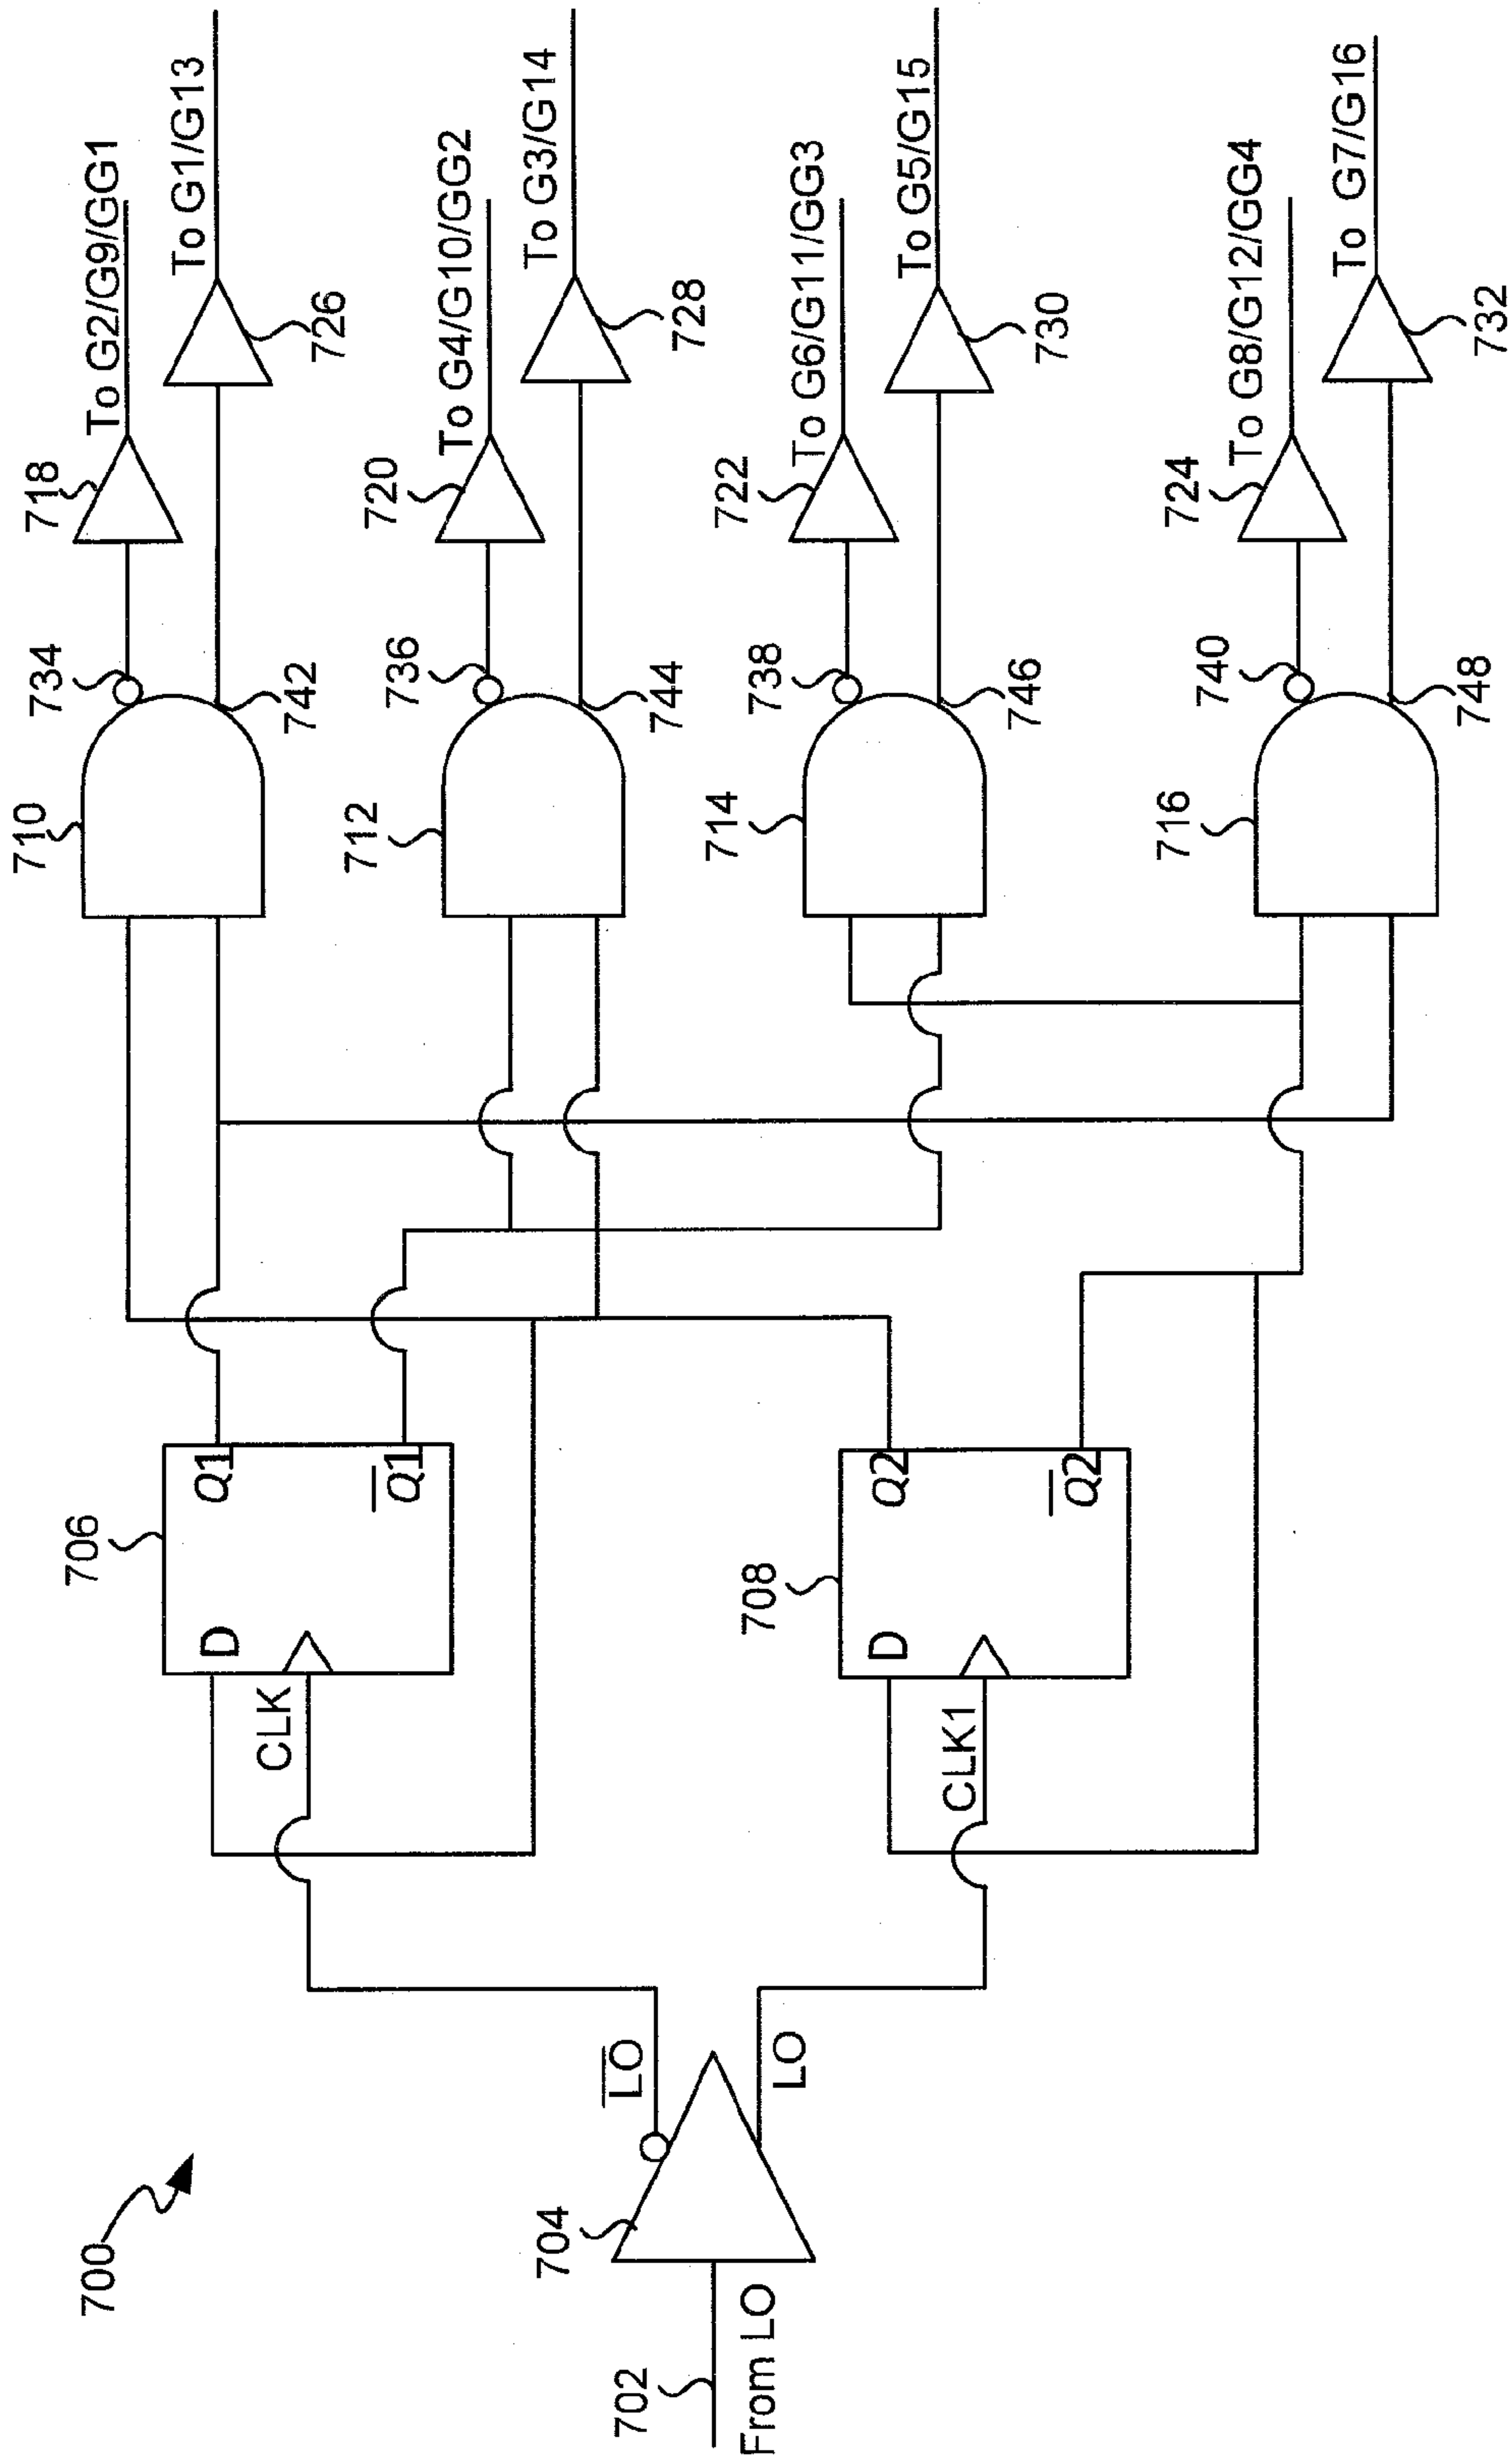 700
702
From LO
704
L̅O̅
LO
706
D
CLK
Q1
Q̅1̅
708
D
CLK1
Q2
Q̅2̅
710
734
742
718
To G2/G9/GG1
726
To G1/G13
712
736
744
720
To G4/G10/GG2
728
To G3/G14
714
738
746
722
To G6/G11/GG3
730
To G5/G15
716
740
748
724
To G8/G12/GG4
732
To G7/G16